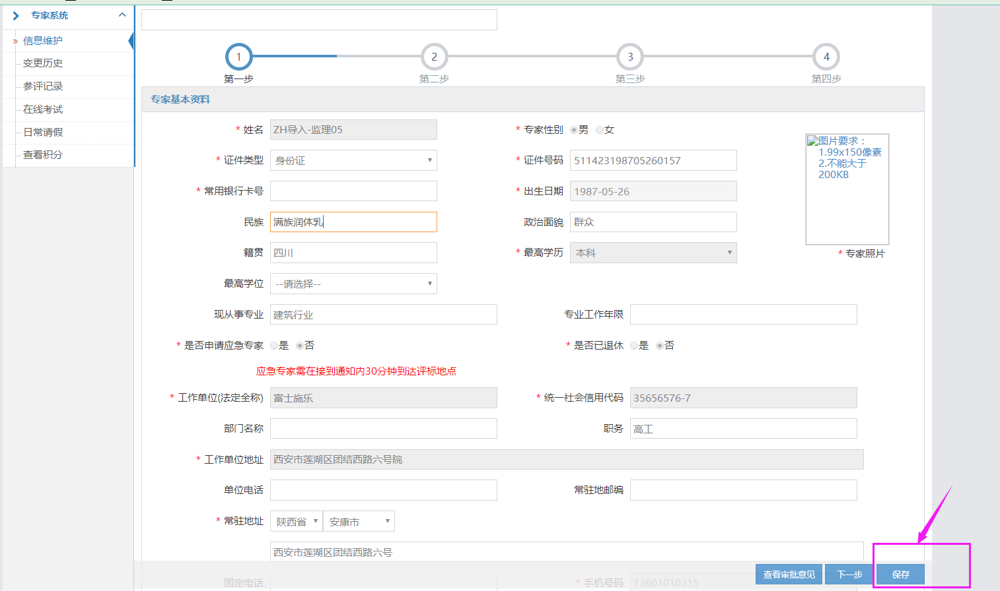 专家系统
信息维护
变更历史
参评记录
在线考试
日常请假
查看积分
1 2 3 4
第一步 第二步 第三步 第四步
专家基本资料
* 姓名 ZH导入-监理05 * 专家性别 男 女
* 证件类型 身份证 * 证件号码 511423198705260157
* 常用银行卡号 * 出生日期 1987-05-26
民族 满族润体乳 政治面貌 群众
籍贯 四川 * 最高学历 本科
图片要求：
1.99x150像素
2.不能大于
200KB
* 专家照片
最高学位 --请选择--
现从事专业 建筑行业 专业工作年限
* 是否申请应急专家 是 否 * 是否已退休 是 否
应急专家需在接到通知内30分钟到达评标地点
* 工作单位(法定全称) 富士施乐 * 统一社会信用代码 35656576-7
部门名称 职务 高工
* 工作单位地址 西安市莲湖区团结西路六号院
单位电话 常驻地邮编
* 常驻地址 陕西省 安康市
西安市莲湖区团结西路六号
查看审批意见 下一步 保存
固定电话 * 手机号码 13601010315